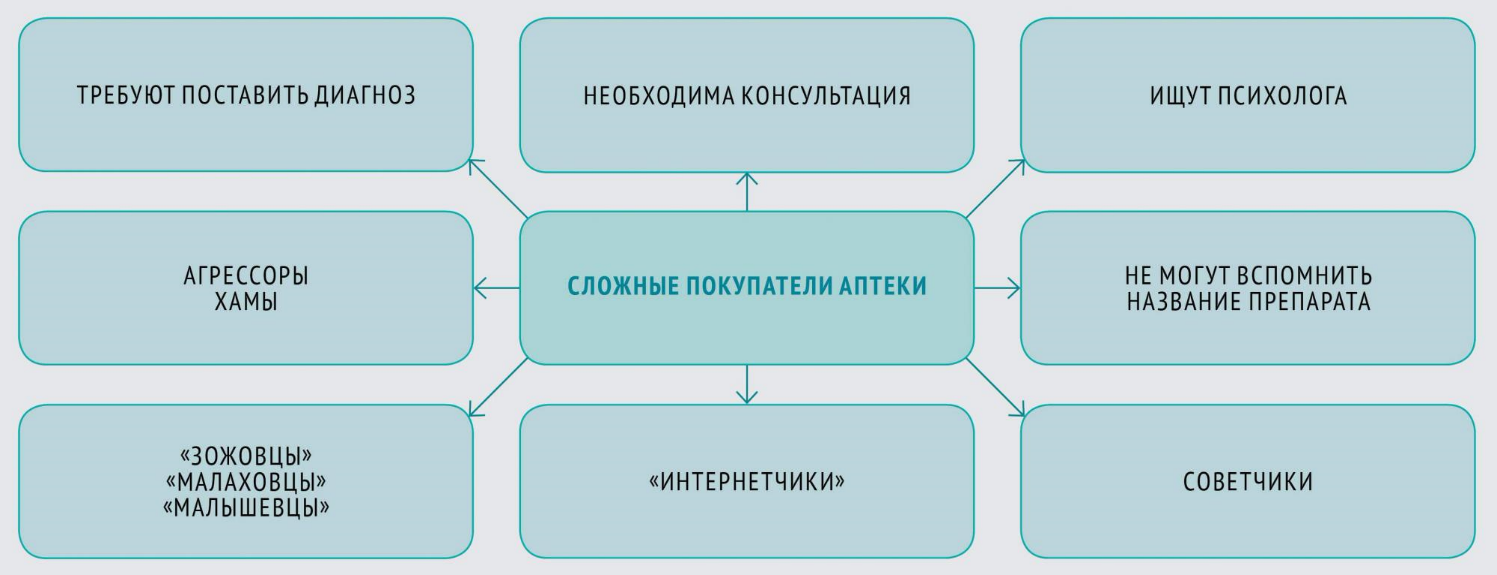 ТРЕБУЮТ ПОСТАВИТЬ ДИАГНОЗ
НЕОБХОДИМА КОНСУЛЬТАЦИЯ
ИЩУТ ПСИХОЛОГА
АГРЕССОРЫ
ХАМЫ
СЛОЖНЫЕ ПОКУПАТЕЛИ АПТЕКИ
НЕ МОГУТ ВСПОМНИТЬ
НАЗВАНИЕ ПРЕПАРАТА
«ЗОЖОВЦЫ»
«МАЛАХОВЦЫ»
«МАЛЫШЕВЦЫ»
«ИНТЕРНЕТЧИКИ»
СОВЕТЧИКИ